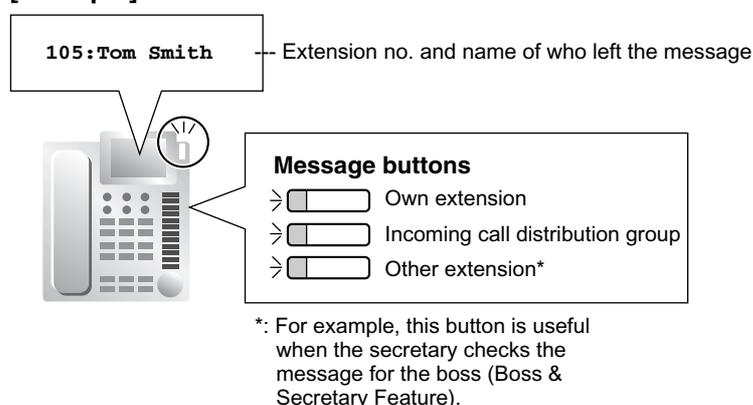 105:Tom Smith
--- Extension no. and name of who left the message
Message buttons
Own extension
Incoming call distribution group
Other extension*
*: For example, this button is useful
when the secretary checks the
message for the boss (Boss &
Secretary Feature).